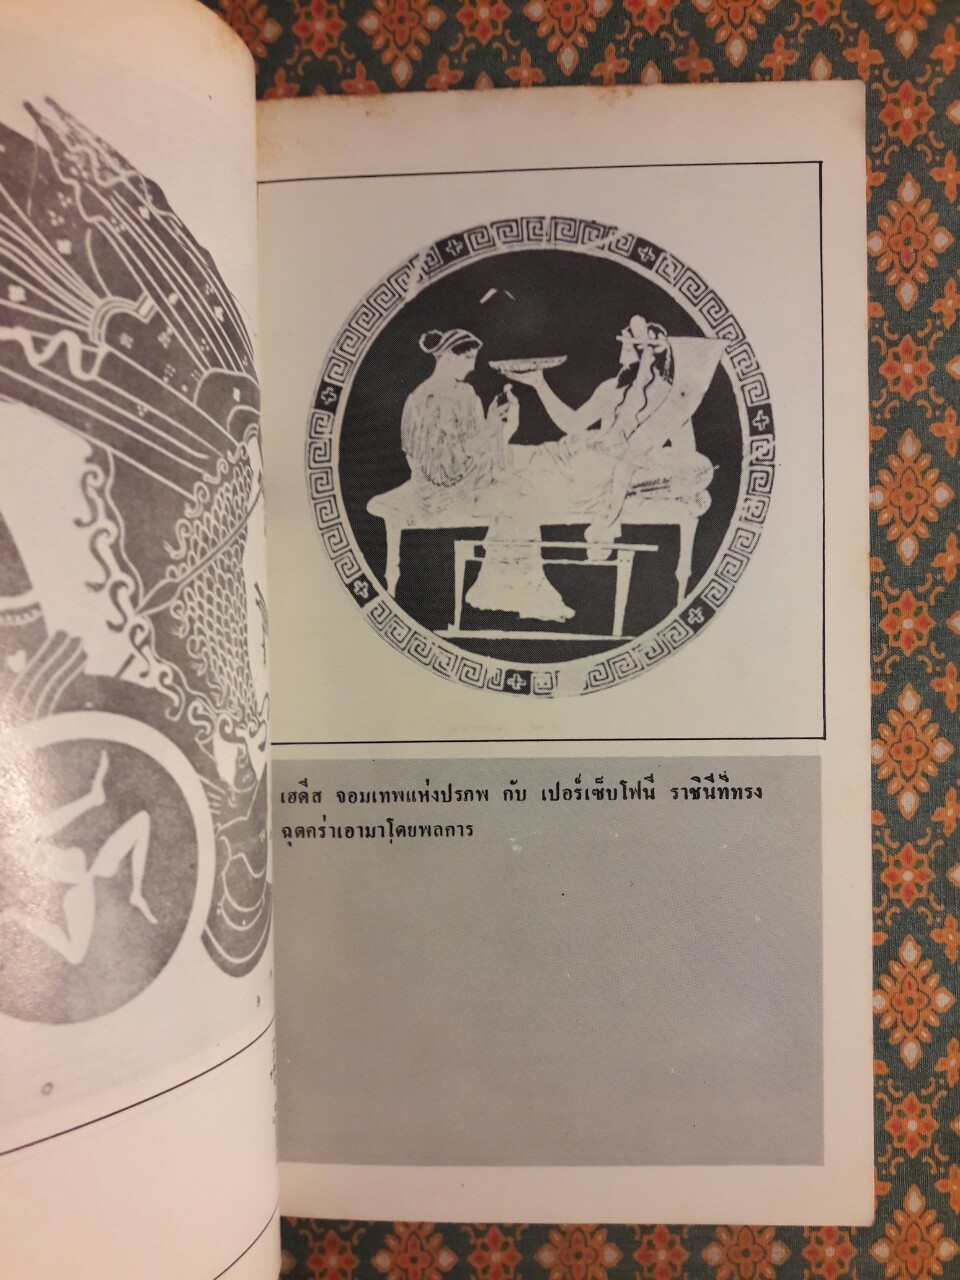 เฮดีส จอมเทพแห่งปรภพ กับ เปอร์เซ็บโฟนี ราชินีที่ทรง
ฉุดคร่าเอามาโดยพลการ